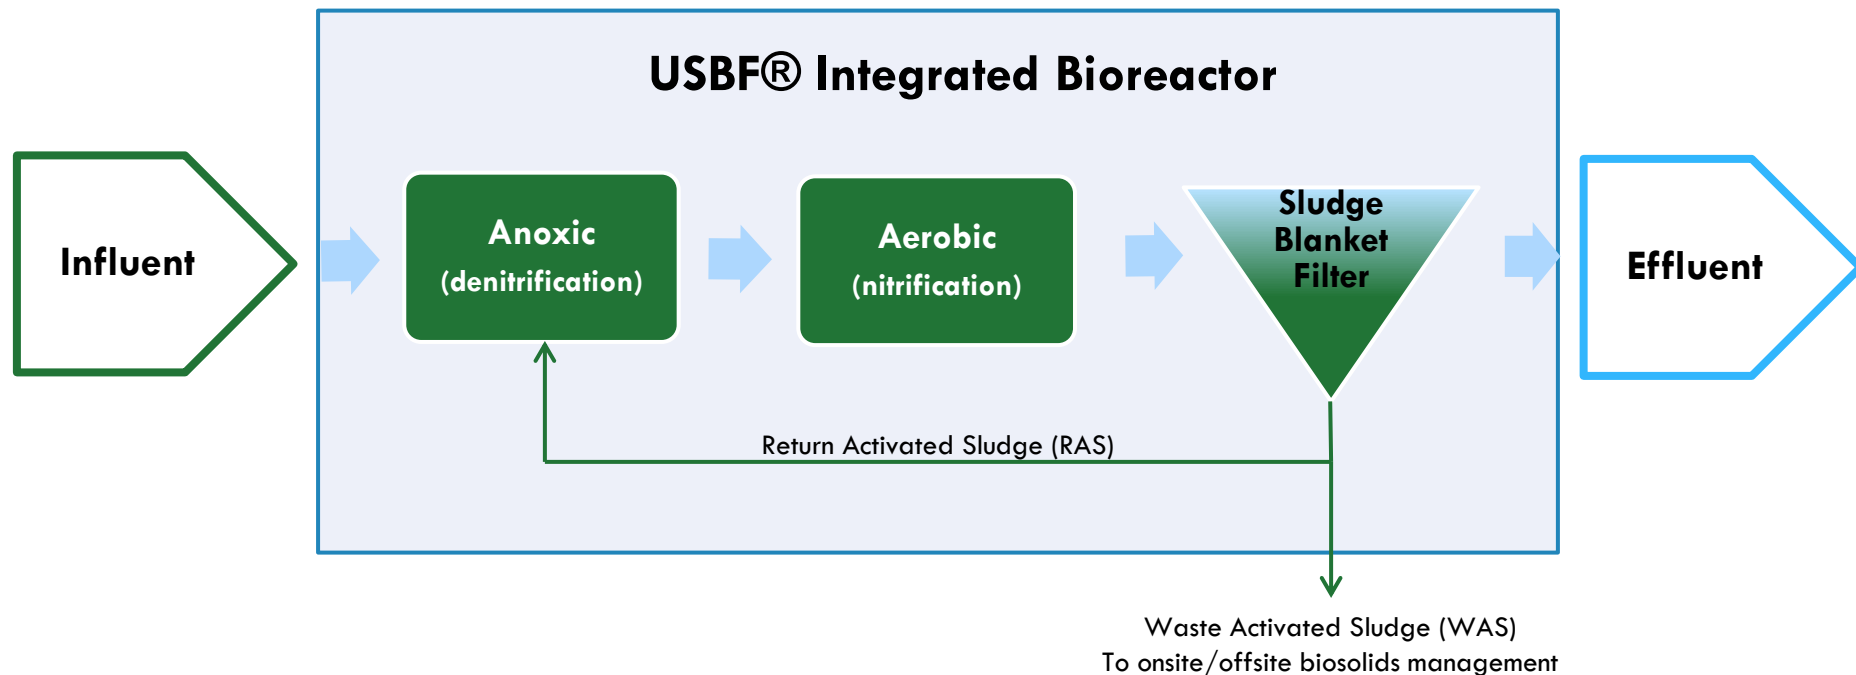 USBF® Integrated Bioreactor
Influent
Anoxic
(denitrification)
Aerobic
(nitrification)
Sludge
Blanket
Filter
Effluent
Return Activated Sludge (RAS)
Waste Activated Sludge (WAS)
To onsite/offsite biosolids management